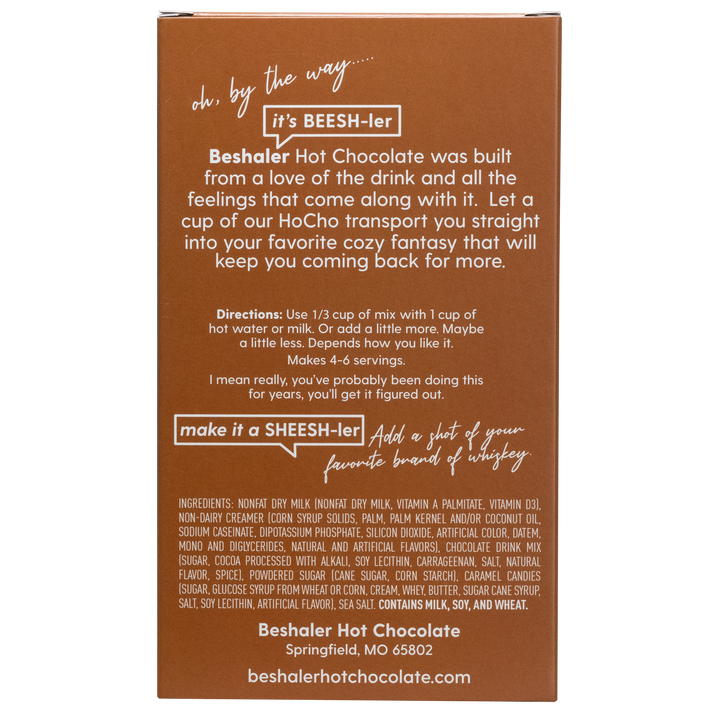 oh, by the way.....
it's BEESH-ler
Beshaler Hot Chocolate was built
from a love of the drink and all the
feelings that come along with it. Let a
cup of our HoCho transport you straight
into your favorite cozy fantasy that will
keep you coming back for more.
Directions: Use 1/3 cup of mix with 1 cup of
hot water or milk. Or add a little more. Maybe
a little less. Depends how you like it.
Makes 4-6 servings.
I mean really, you've probably been doing this
for years, you'll get it figured out.
make it a SHEESH-ler
Add a shot of your
favorite brand of whiskey.
INGREDIENTS: NONFAT DRY MILK (NONFAT DRY MILK, VITAMIN A PALMITATE, VITAMIN D3),
NON-DAIRY CREAMER (CORN SYRUP SOLIDS, PALM, PALM KERNEL AND/OR COCONUT OIL,
SODIUM CASEINATE, DIPOTASSIUM PHOSPHATE, SILICON DIOXIDE, ARTIFICIAL COLOR, DATEM,
MONO AND DIGLYCERIDES, NATURAL AND ARTIFICIAL FLAVORS), CHOCOLATE DRINK MIX
(SUGAR, COCOA PROCESSED WITH ALKALI, SOY LECITHIN, CARRAGEENAN, SALT, NATURAL
FLAVOR, SPICE), POWDERED SUGAR (CANE SUGAR, CORN STARCH), CARAMEL CANDIES
(SUGAR, GLUCOSE SYRUP FROM WHEAT OR CORN, CREAM, WHEY, BUTTER, SUGAR CANE SYRUP,
SALT, SOY LECITHIN, ARTIFICIAL FLAVOR), SEA SALT. CONTAINS MILK, SOY, AND WHEAT.
Beshaler Hot Chocolate
Springfield, MO 65802
beshalerhotchocolate.com